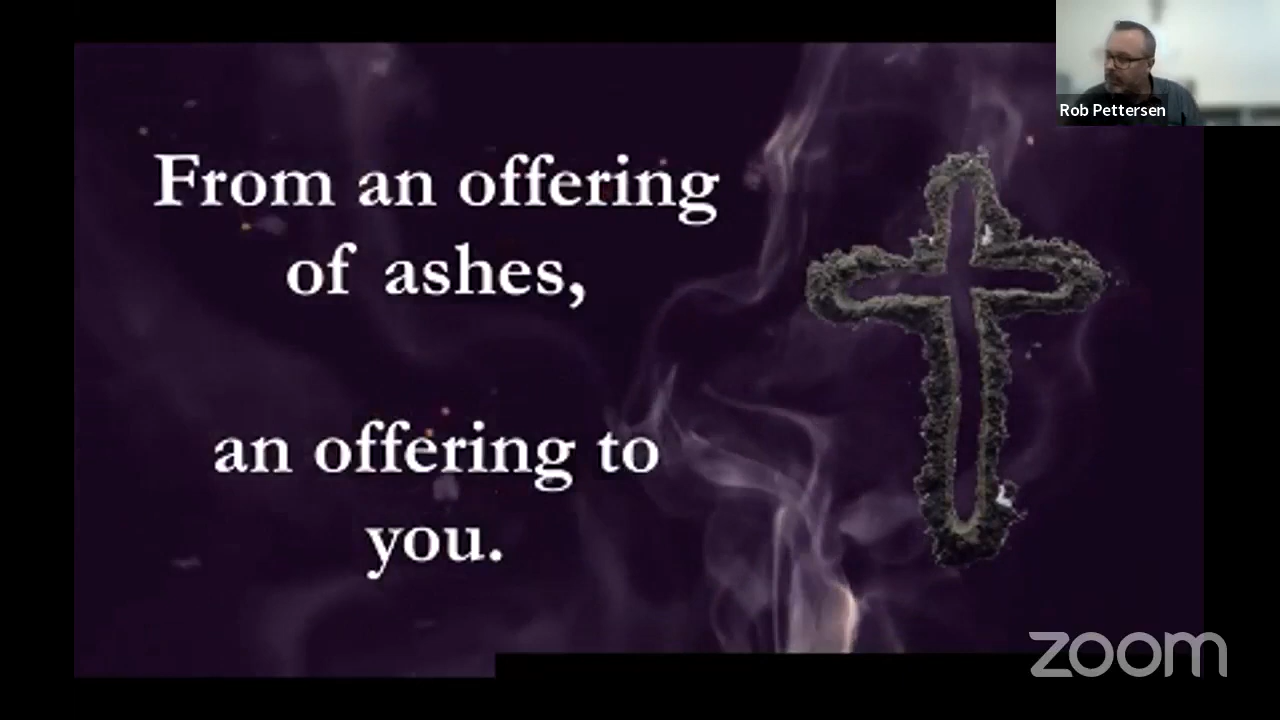 Rob Pettersen
From an offering
of ashes,
an offering to
you.
zoom